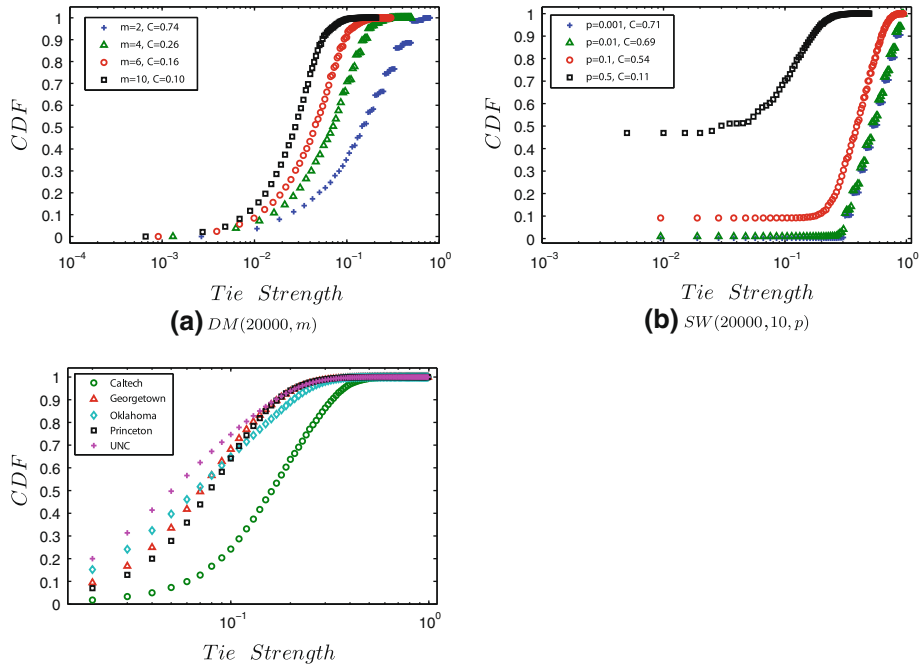 1
0.9
0.8
0.7
0.6
0.5
0.4
0.3
0.2
0.1
0
CDF
m=2, C=0.74
m=4, C=0.26
m=6, C=0.16
m=10, C=0.10
10^-4 10^-3 10^-2 10^-1 10^0
Tie Strength
(a) DM(20000, m)
1
0.9
0.8
0.7
0.6
0.5
0.4
0.3
0.2
0.1
0
CDF
p=0.001, C=0.71
p=0.01, C=0.69
p=0.1, C=0.54
p=0.5, C=0.11
10^-3 10^-2 10^-1 10^0
Tie Strength
(b) SW(20000, 10, p)
1
0.9
0.8
0.7
0.6
0.5
0.4
0.3
0.2
0.1
0
CDF
Caltech
Georgetown
Oklahoma
Princeton
UNC
10^-1 10^0
Tie Strength